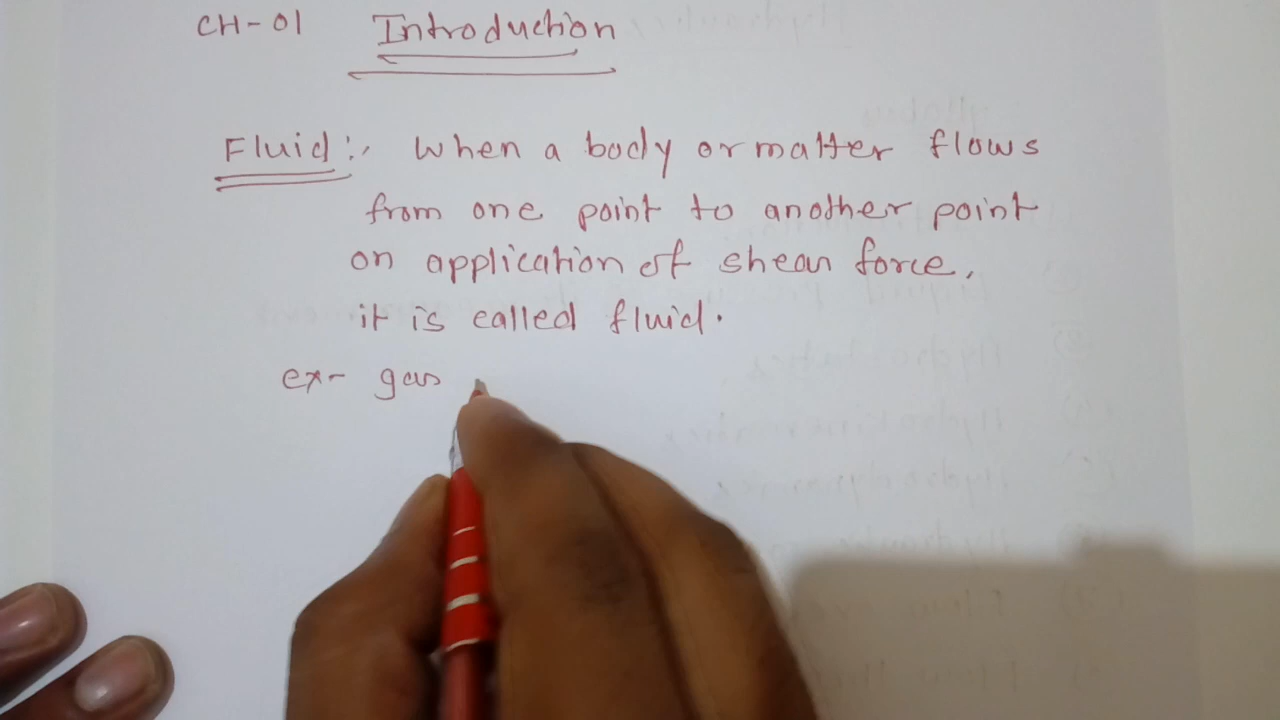 CH-01 Introduction
Fluid:- When a body or matter flows
from one point to another point
on application of shear force,
it is called fluid.
ex- gas